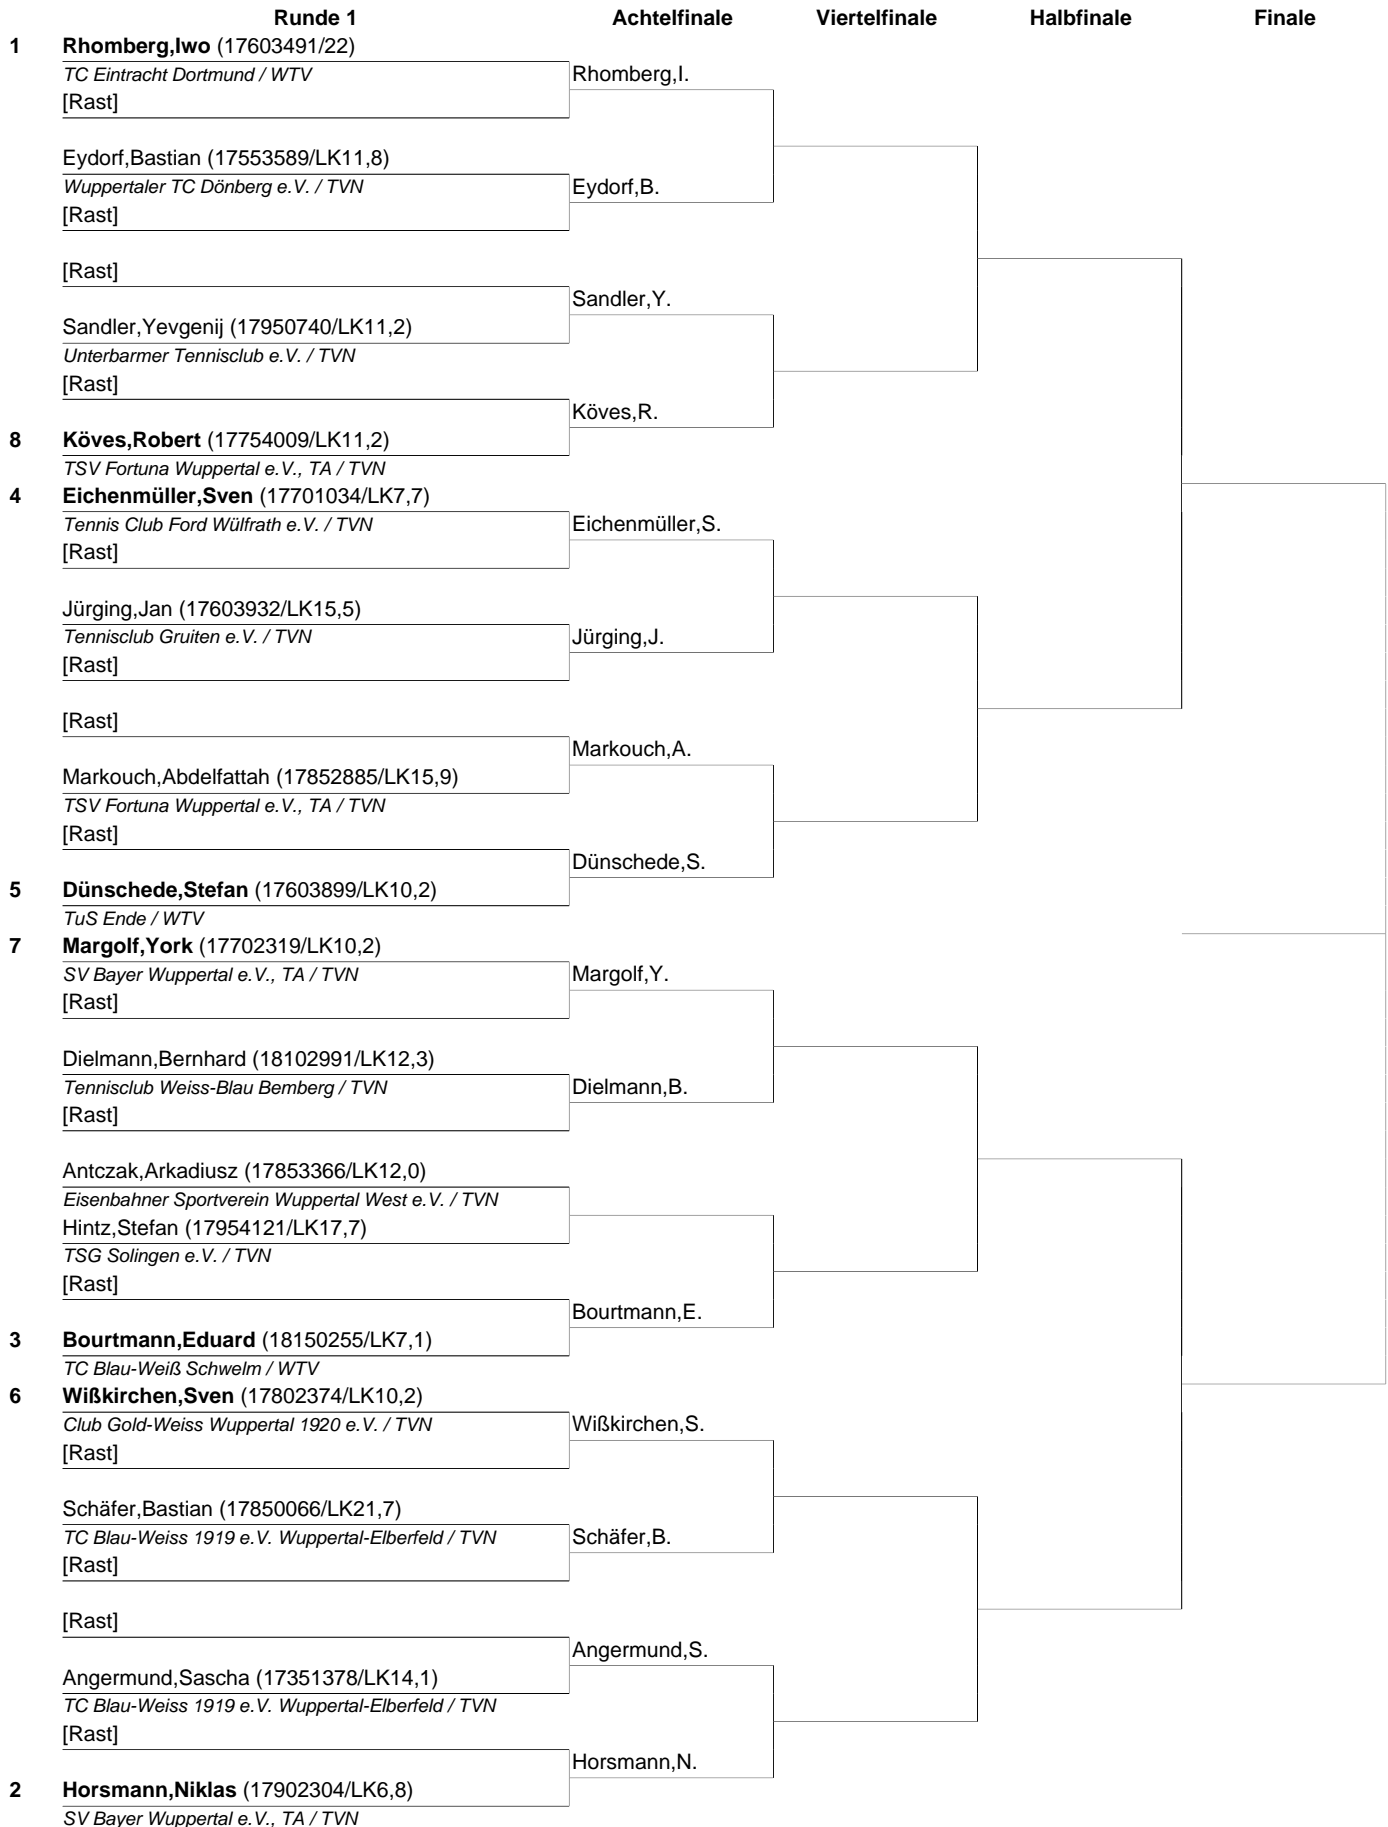 Runde 1 Achtelfinale Viertelfinale Halbfinale Finale
1 Rhomberg,Iwo (17603491/22)
TC Eintracht Dortmund / WTV
Rhomberg,I.
[Rast]
Eydorf,Bastian (17553589/LK11,8)
Wuppertaler TC Dönberg e.V. / TVN
Eydorf,B.
[Rast]
[Rast]
Sandler,Y.
Sandler,Yevgenij (17950740/LK11,2)
Unterbarmer Tennisclub e.V. / TVN
[Rast]
Köves,R.
8 Köves,Robert (17754009/LK11,2)
TSV Fortuna Wuppertal e.V., TA / TVN
4 Eichenmüller,Sven (17701034/LK7,7)
Tennis Club Ford Wülfrath e.V. / TVN
Eichenmüller,S.
[Rast]
Jürging,Jan (17603932/LK15,5)
Tennisclub Gruiten e.V. / TVN
Jürging,J.
[Rast]
[Rast]
Markouch,A.
Markouch,Abdelfattah (17852885/LK15,9)
TSV Fortuna Wuppertal e.V., TA / TVN
[Rast]
Dünschede,S.
5 Dünschede,Stefan (17603899/LK10,2)
TuS Ende / WTV
7 Margolf,York (17702319/LK10,2)
SV Bayer Wuppertal e.V., TA / TVN
Margolf,Y.
[Rast]
Dielmann,Bernhard (18102991/LK12,3)
Tennisclub Weiss-Blau Bemberg / TVN
Dielmann,B.
[Rast]
Antczak,Arkadiusz (17853366/LK12,0)
Eisenbahner Sportverein Wuppertal West e.V. / TVN
Hintz,Stefan (17954121/LK17,7)
TSG Solingen e.V. / TVN
[Rast]
Bourtmann,E.
3 Bourtmann,Eduard (18150255/LK7,1)
TC Blau-Weiß Schwelm / WTV
6 Wißkirchen,Sven (17802374/LK10,2)
Club Gold-Weiss Wuppertal 1920 e.V. / TVN
Wißkirchen,S.
[Rast]
Schäfer,Bastian (17850066/LK21,7)
TC Blau-Weiss 1919 e.V. Wuppertal-Elberfeld / TVN
Schäfer,B.
[Rast]
[Rast]
Angermund,S.
Angermund,Sascha (17351378/LK14,1)
TC Blau-Weiss 1919 e.V. Wuppertal-Elberfeld / TVN
[Rast]
Horsmann,N.
2 Horsmann,Niklas (17902304/LK6,8)
SV Bayer Wuppertal e.V., TA / TVN